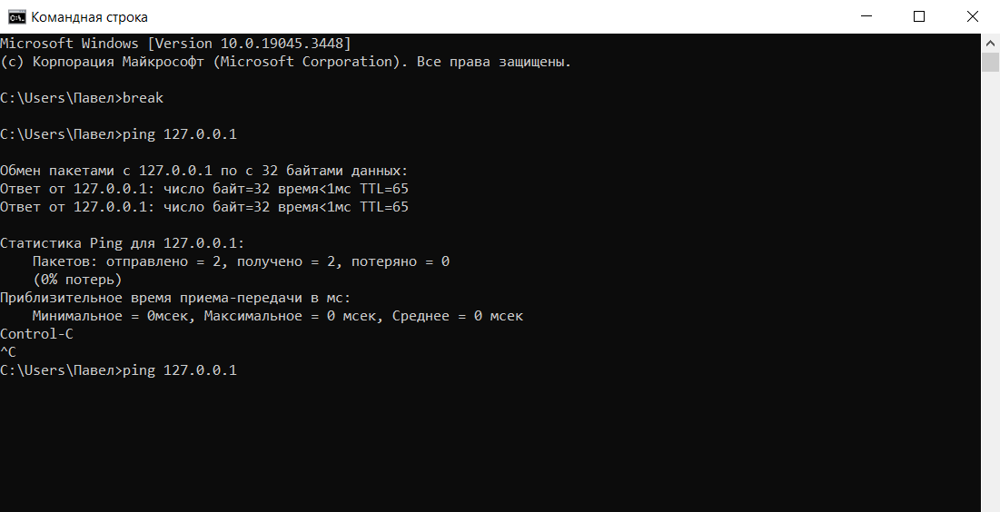 Командная строка
Microsoft Windows [Version 10.0.19045.3448]
(c) Корпорация Майкрософт (Microsoft Corporation). Все права защищены.
C:\Users\Павел>break
C:\Users\Павел>ping 127.0.0.1
Обмен пакетами с 127.0.0.1 по с 32 байтами данных:
Ответ от 127.0.0.1: число байт=32 время<1мс TTL=65
Ответ от 127.0.0.1: число байт=32 время<1мс TTL=65
Статистика Ping для 127.0.0.1:
    Пакетов: отправлено = 2, получено = 2, потеряно = 0
    (0% потерь)
Приблизительное время приема-передачи в мс:
    Минимальное = 0мсек, Максимальное = 0 мсек, Среднее = 0 мсек
Control-C
^C
C:\Users\Павел>ping 127.0.0.1